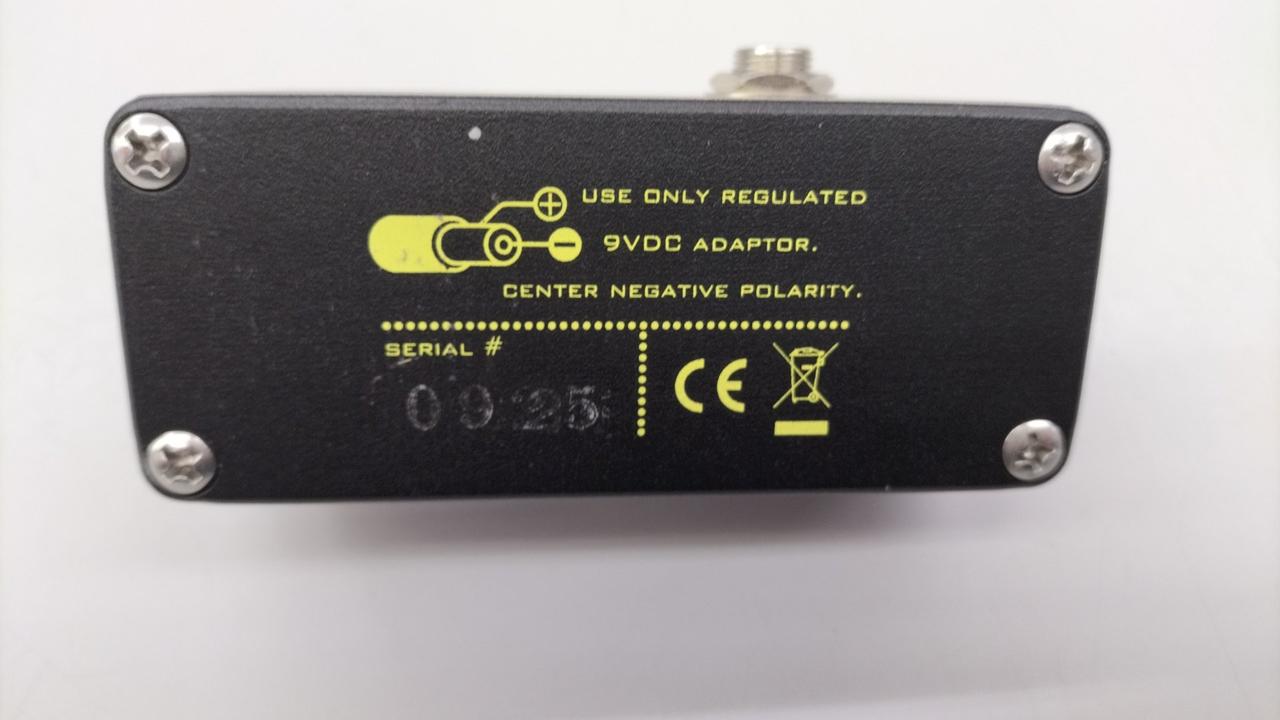 USE ONLY REGULATED
9VDC ADAPTOR.
CENTER NEGATIVE POLARITY.
SERIAL #
0925
CE